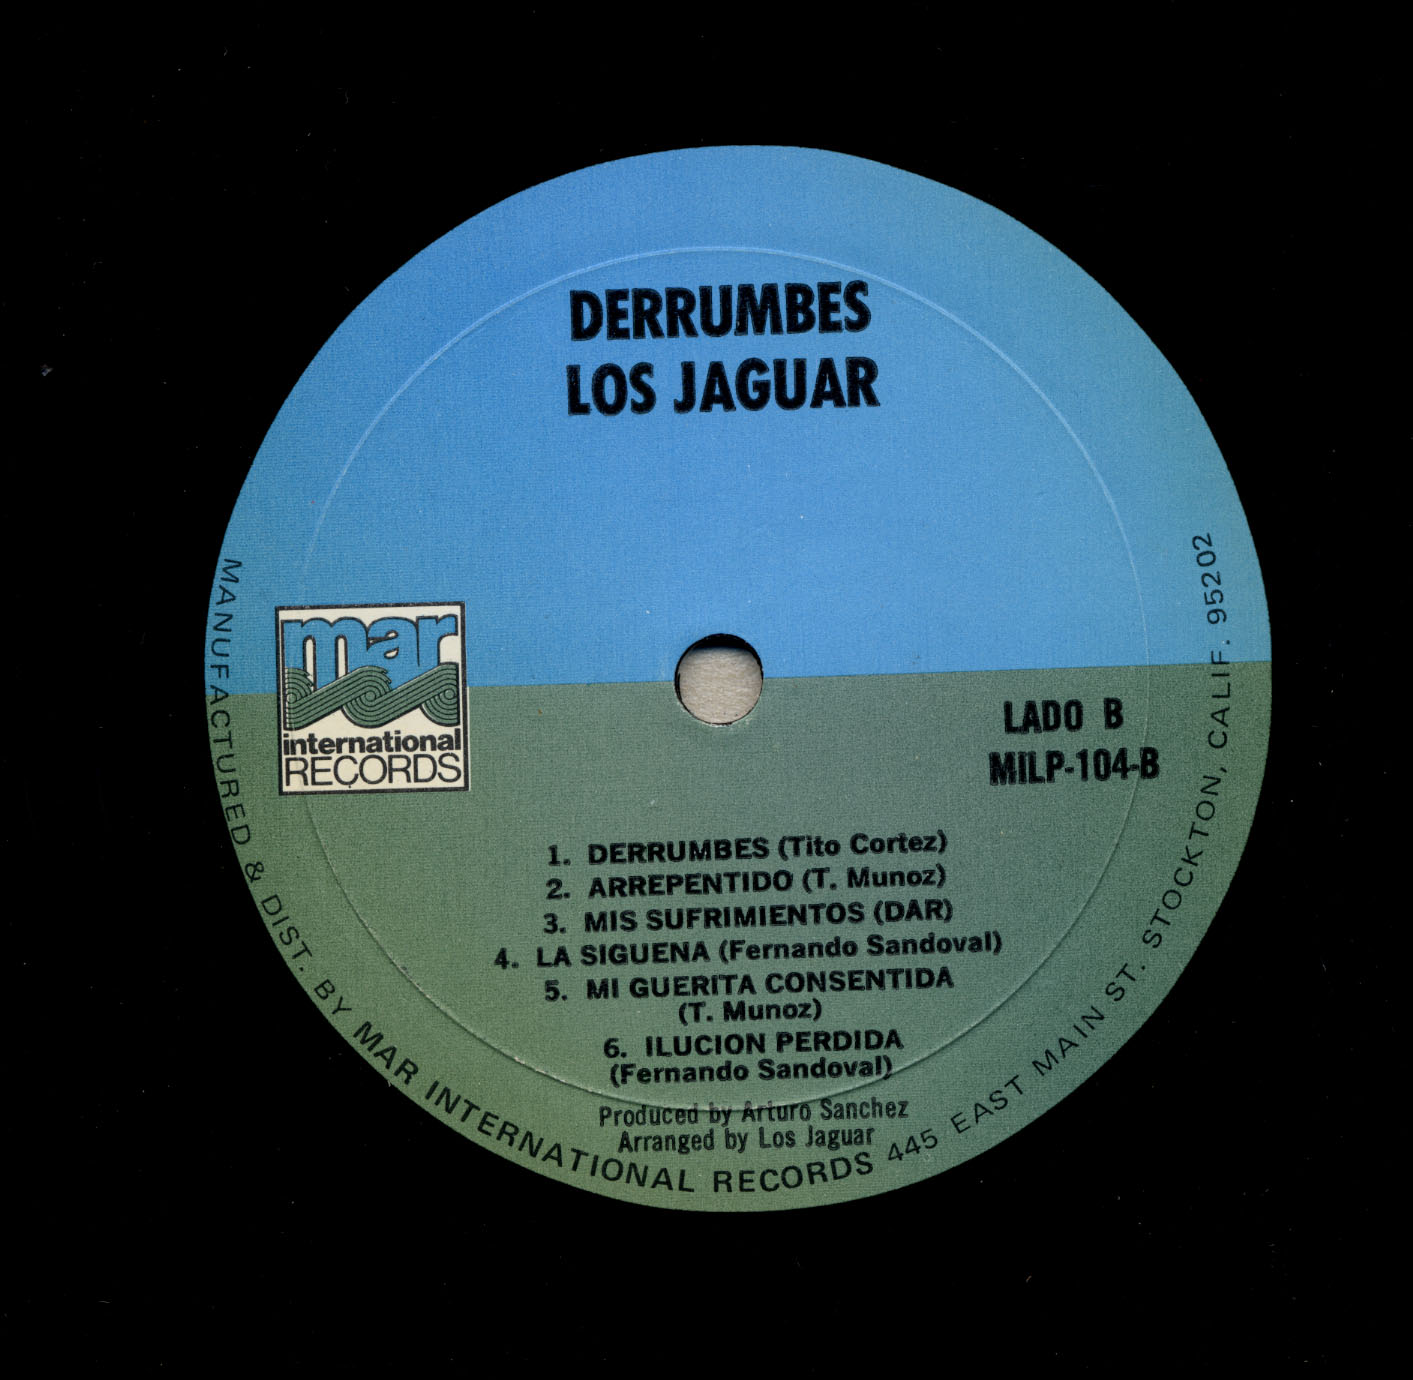 DERRUMBES
LOS JAGUAR
mar
international
RECORDS
LADO B
MILP-104-B
1. DERRUMBES (Tito Cortez)
2. ARREPENTIDO (T. Munoz)
3. MIS SUFRIMIENTOS (DAR)
4. LA SIGUENA (Fernando Sandoval)
5. MI GUERITA CONSENTIDA
(T. Munoz)
6. ILUCION PERDIDA
(Fernando Sandoval)
Produced by Arturo Sanchez
Arranged by Los Jaguar
MANUFACTURED & DIST. BY MAR INTERNATIONAL RECORDS 445 EAST MAIN ST. STOCKTON, CALIF. 95202